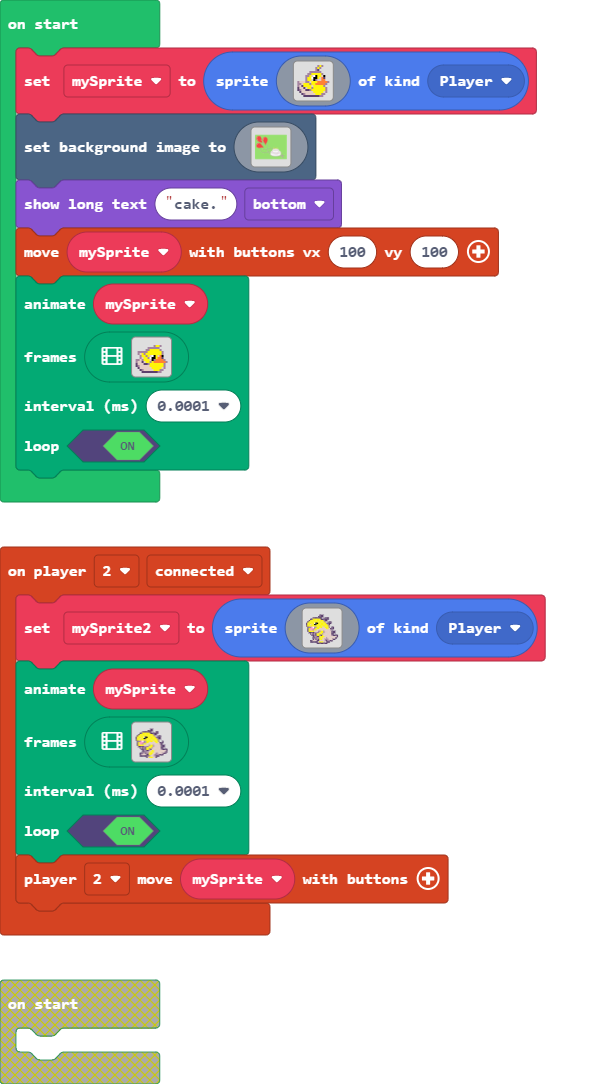 on start
set mySprite to sprite of kind Player
set background image to
show long text "cake." bottom
move mySprite with buttons vx 100 vy 100
animate mySprite
frames
interval (ms) 0.0001
loop ON
on player 2 connected
set mySprite2 to sprite of kind Player
animate mySprite
frames
interval (ms) 0.0001
loop ON
player 2 move mySprite with buttons
on start